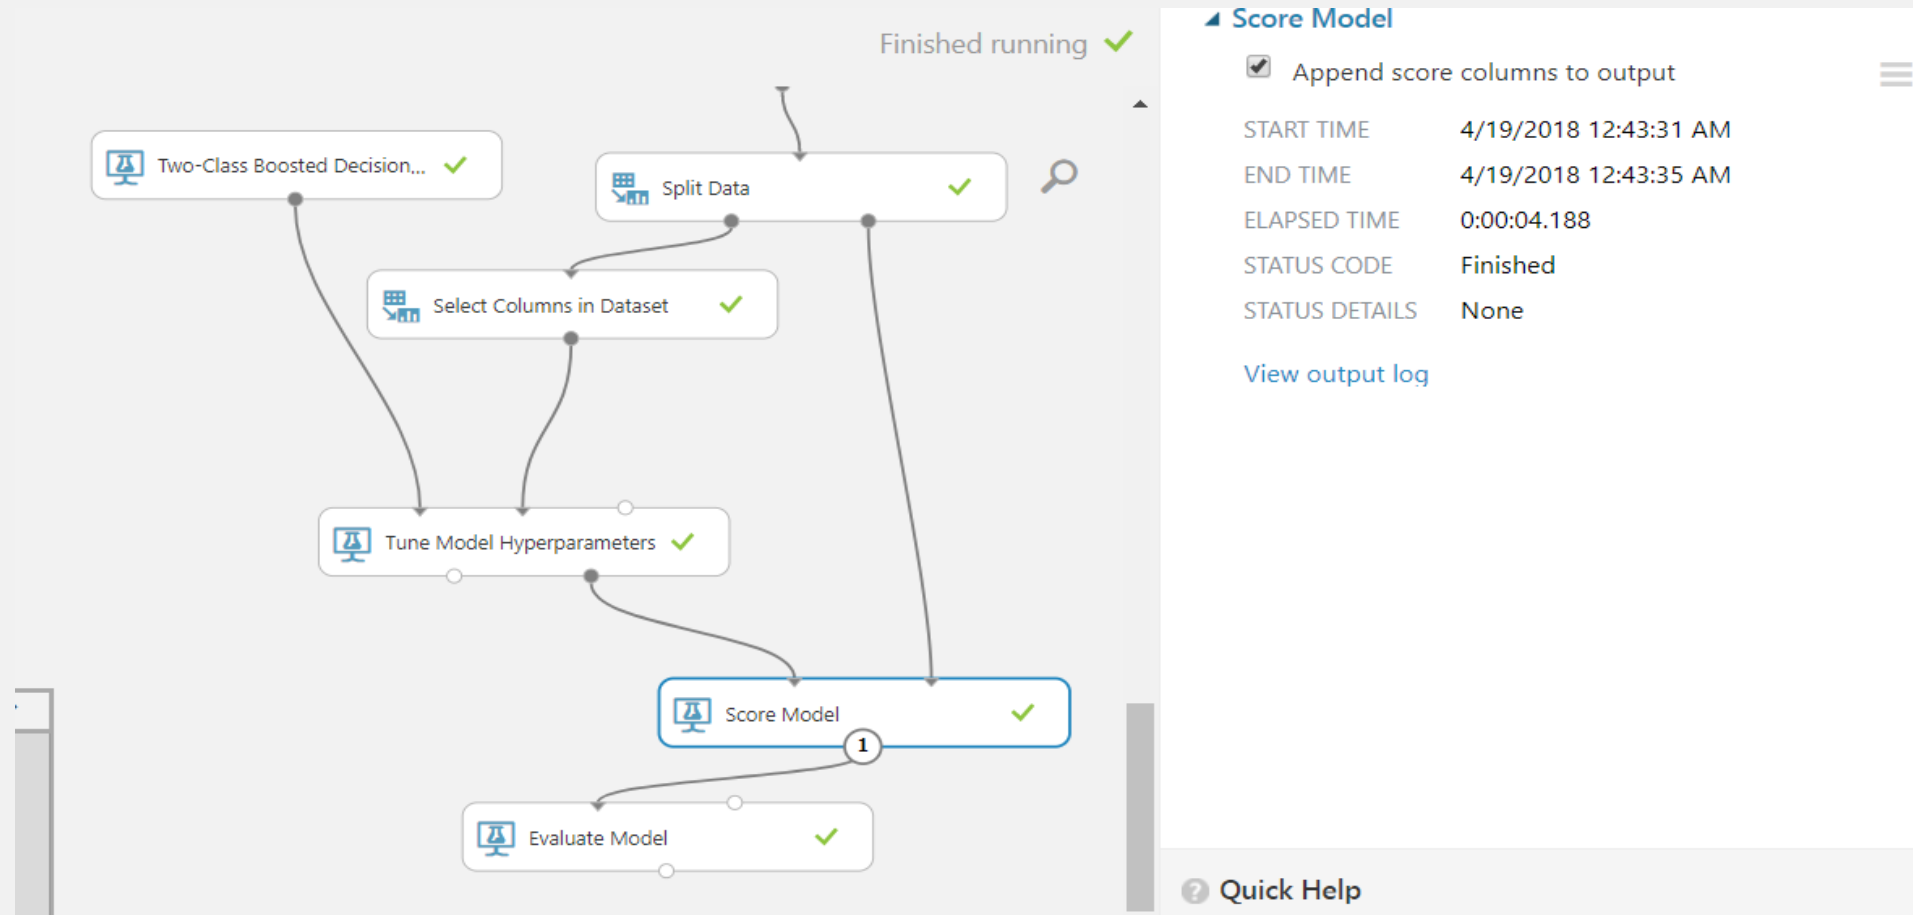 Finished running
Two-Class Boosted Decision...
Split Data
Select Columns in Dataset
Tune Model Hyperparameters
Score Model
1
Evaluate Model
Score Model
Append score columns to output
START TIME 4/19/2018 12:43:31 AM
END TIME 4/19/2018 12:43:35 AM
ELAPSED TIME 0:00:04.188
STATUS CODE Finished
STATUS DETAILS None
View output log
? Quick Help